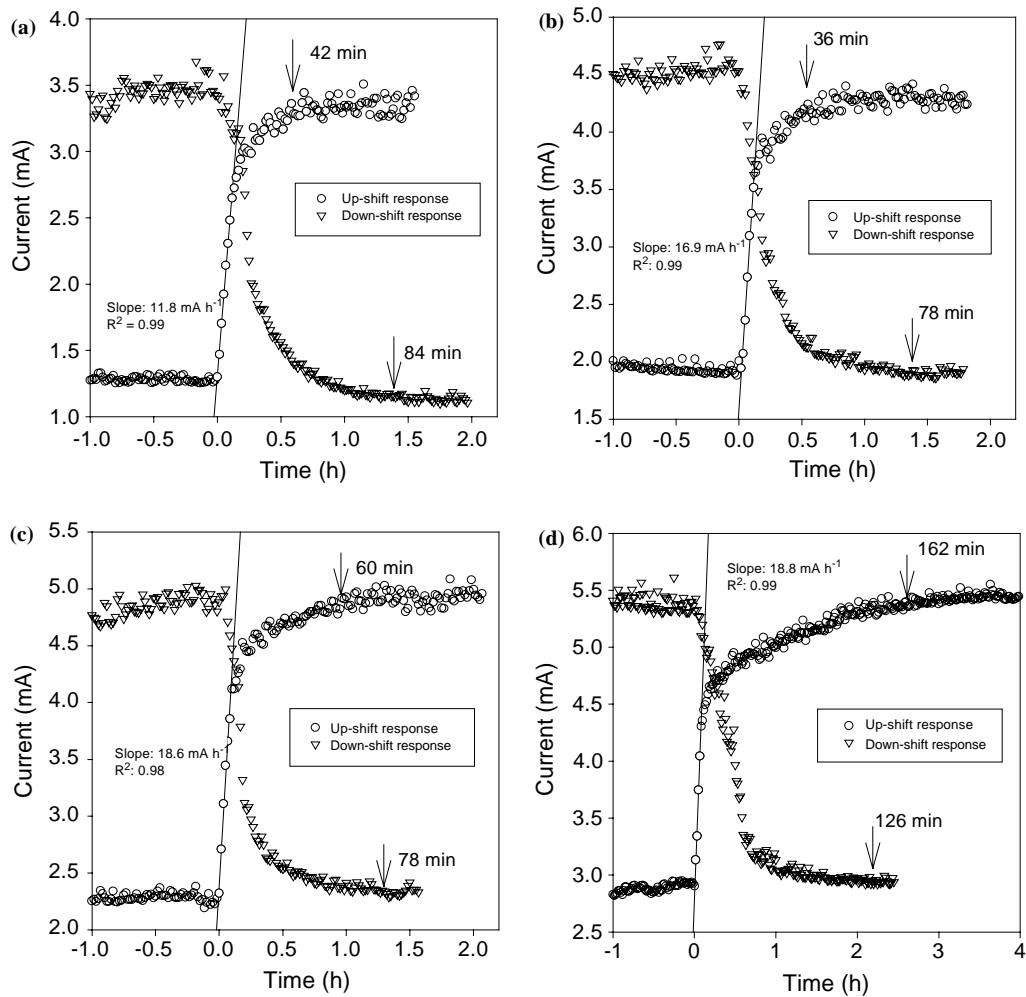 (a)
4.0
3.5
3.0
2.5
2.0
1.5
1.0
Current (mA)
42 min
Up-shift response
Down-shift response
Slope: 11.8 mA h⁻¹
R² = 0.99
84 min
-1.0 -0.5 0.0 0.5 1.0 1.5 2.0
Time (h)
(b)
5.0
4.5
4.0
3.5
3.0
2.5
2.0
1.5
Current (mA)
36 min
Up-shift response
Down-shift response
Slope: 16.9 mA h⁻¹
R²: 0.99
78 min
-1.0 -0.5 0.0 0.5 1.0 1.5 2.0
Time (h)
(c)
5.5
5.0
4.5
4.0
3.5
3.0
2.5
2.0
Current (mA)
60 min
Up-shift response
Down-shift response
Slope: 18.6 mA h⁻¹
R²: 0.98
78 min
-1.0 -0.5 0.0 0.5 1.0 1.5 2.0
Time (h)
(d)
6.0
5.5
5.0
4.5
4.0
3.5
3.0
2.5
Current (mA)
Slope: 18.8 mA h⁻¹
R²: 0.99
162 min
Up-shift response
Down-shift response
126 min
-1 0 1 2 3 4
Time (h)